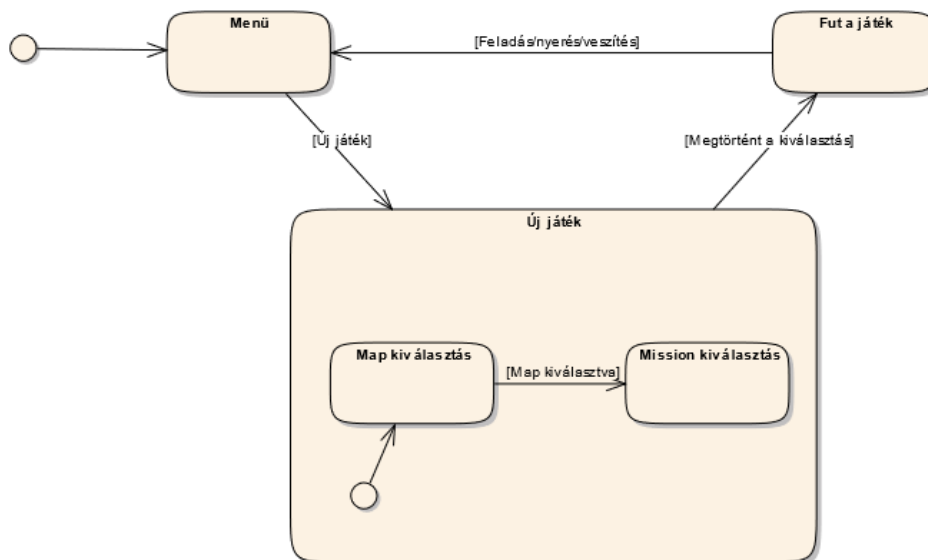 Menü
Fut a játék
[Feladás/nyerés/veszítés]
[Új játék]
[Megtörtént a kiválasztás]
Új játék
Map kiválasztás
Mission kiválasztás
[Map kiválasztva]